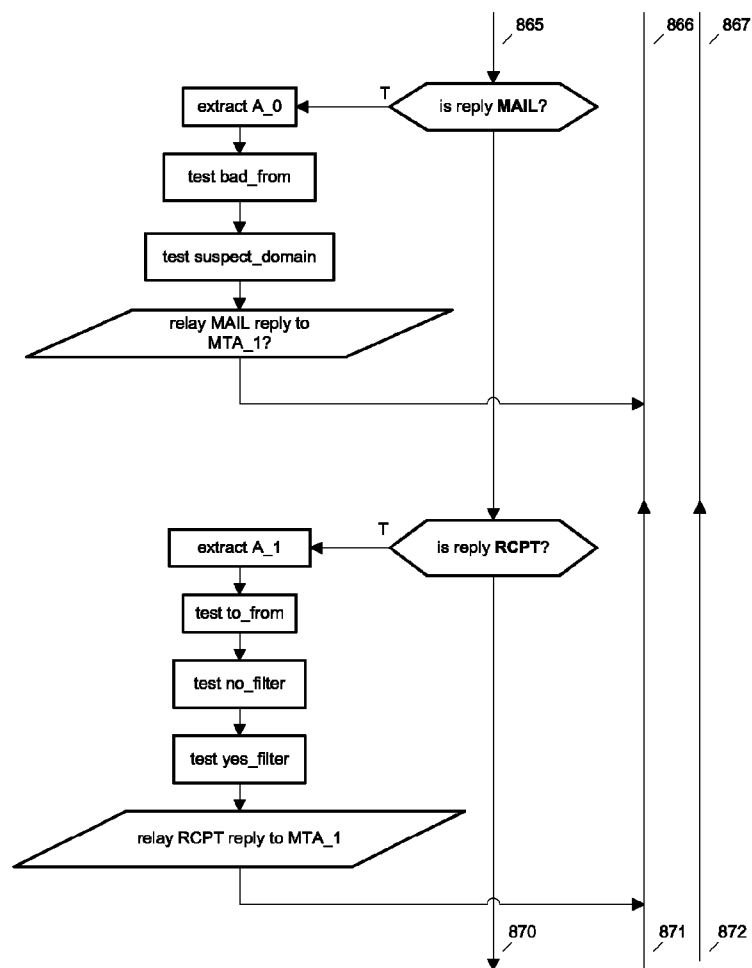 865
866
867
T
extract A_0
is reply MAIL?
test bad_from
test suspect_domain
relay MAIL reply to
MTA_1?
T
extract A_1
is reply RCPT?
test to_from
test no_filter
test yes_filter
relay RCPT reply to MTA_1
870
871
872